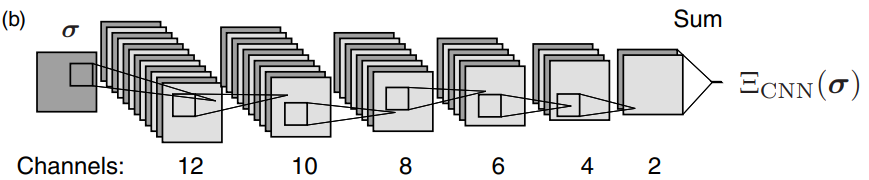 (b)
σ
Sum
Ξ_CNN(σ)
Channels: 12 10 8 6 4 2